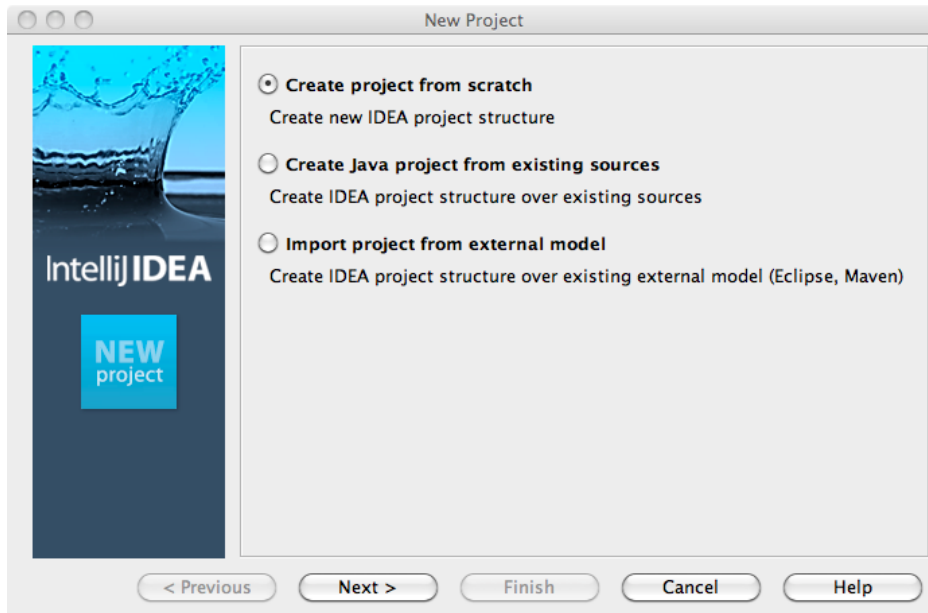 New Project
IntelliJ IDEA
NEW
project
Create project from scratch
Create new IDEA project structure
Create Java project from existing sources
Create IDEA project structure over existing sources
Import project from external model
Create IDEA project structure over existing external model (Eclipse, Maven)
< Previous
Next >
Finish
Cancel
Help